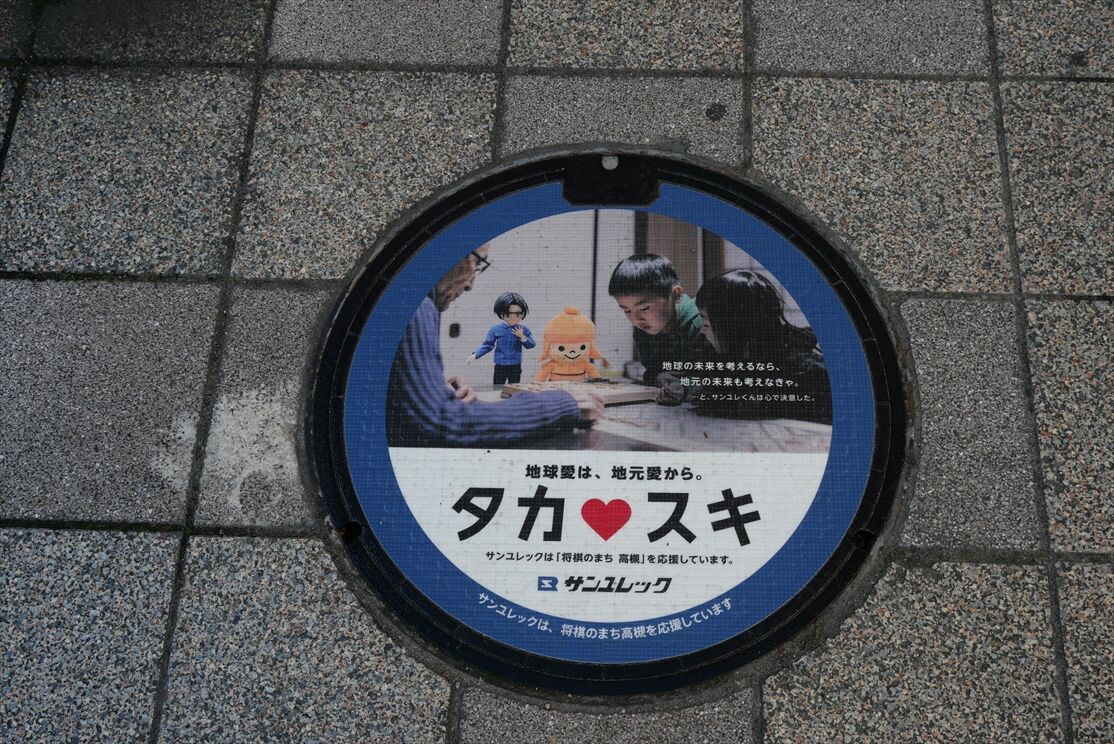 地球の未来を考えるなら、
地元の未来も考えなきゃ。
…と、サンユレくんは心で決意した。
地球愛は、地元愛から。
タカ♥スキ
サンユレックは「将棋のまち 高槻」を応援しています。
サンユレック
サンユレックは、将棋のまち高槻を応援しています